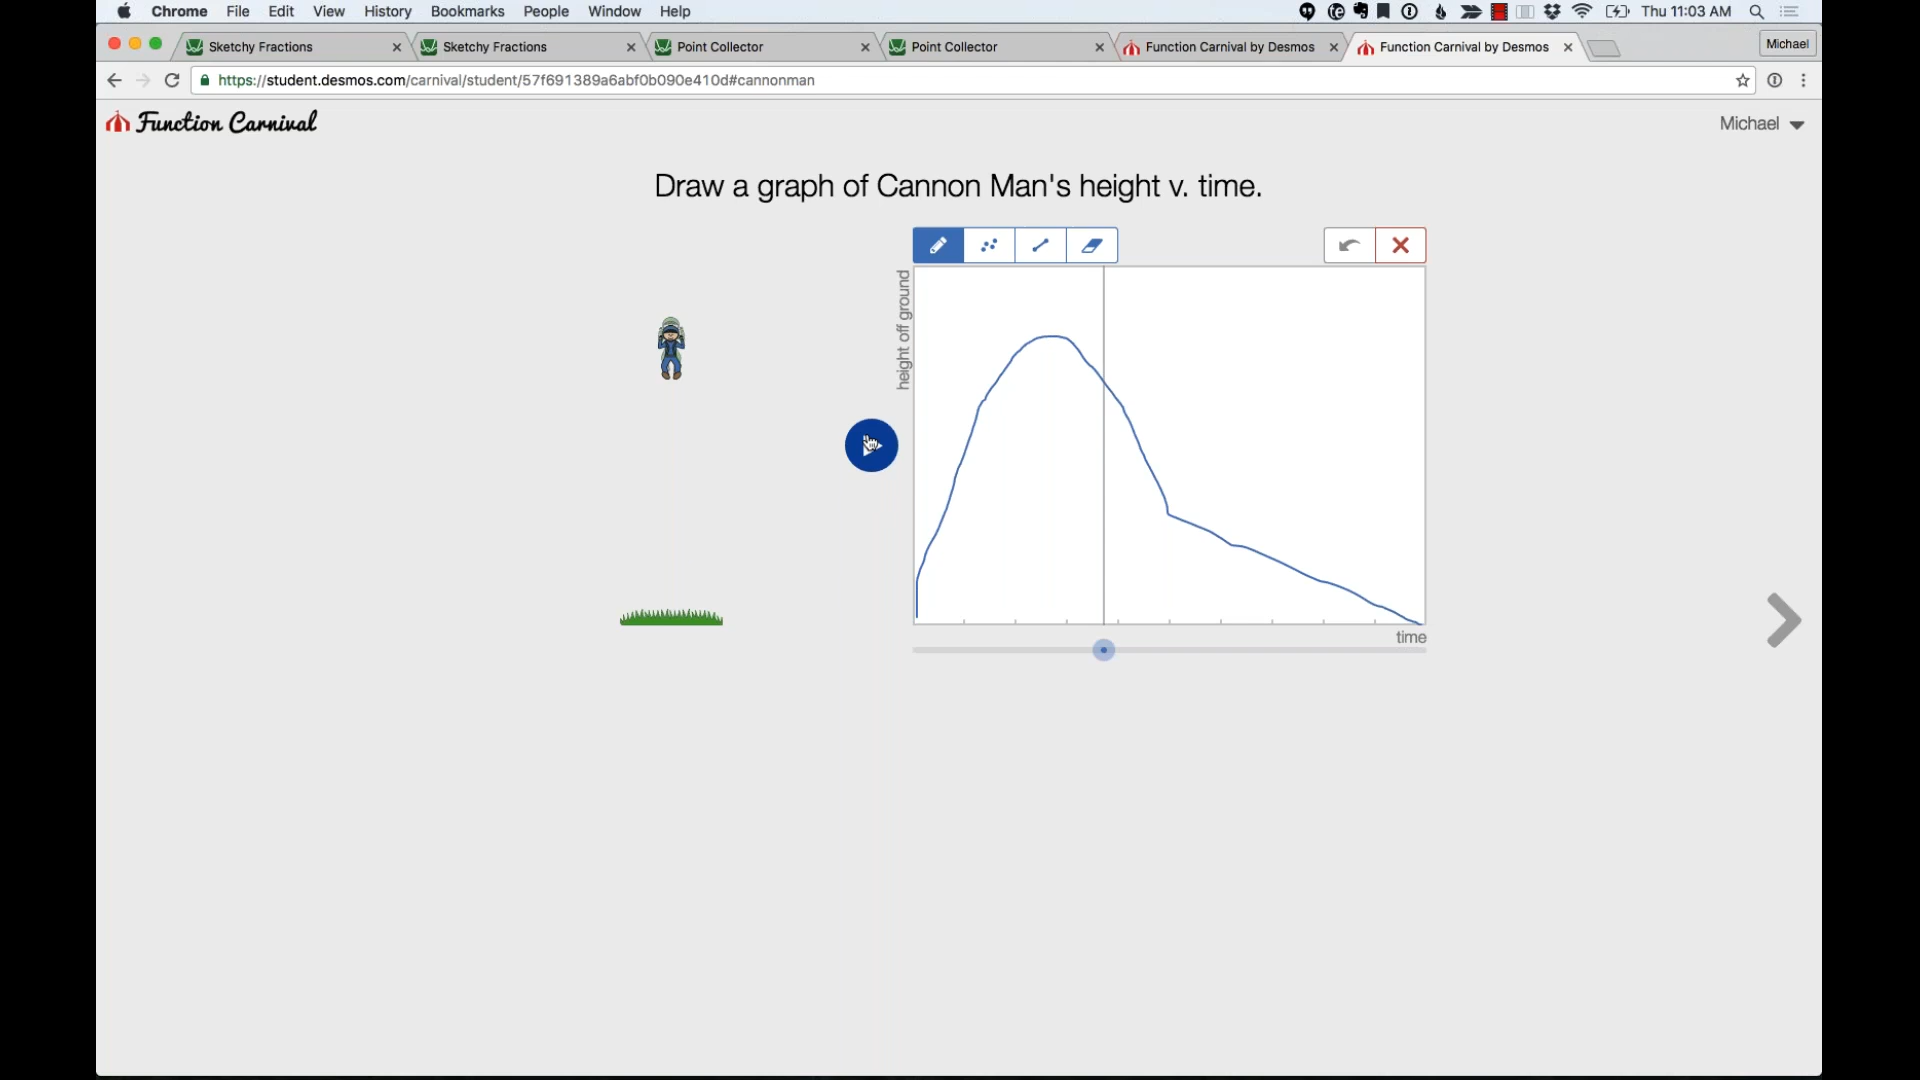 Chrome File Edit View History Bookmarks People Window Help Thu 11:03 AM
Sketchy Fractions Sketchy Fractions Point Collector Point Collector Function Carnival by Desmos Function Carnival by Desmos Michael
https://student.desmos.com/carnival/student/57f691389a6abf0b090e410d#cannonman
Function Carnival Michael
Draw a graph of Cannon Man's height v. time.
height off ground
time